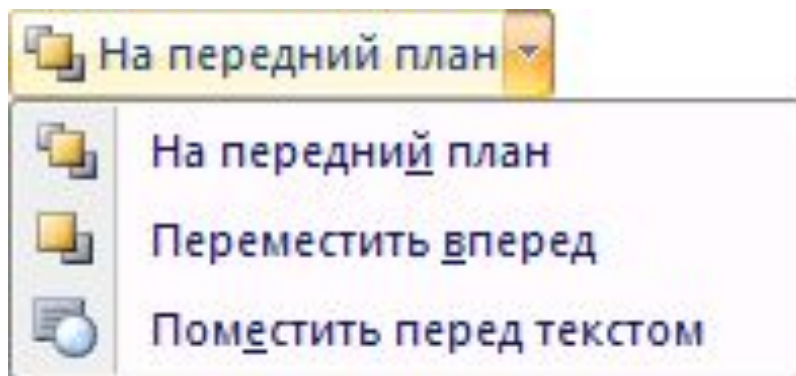 На передний план
На передний план
Переместить вперед
Поместить перед текстом